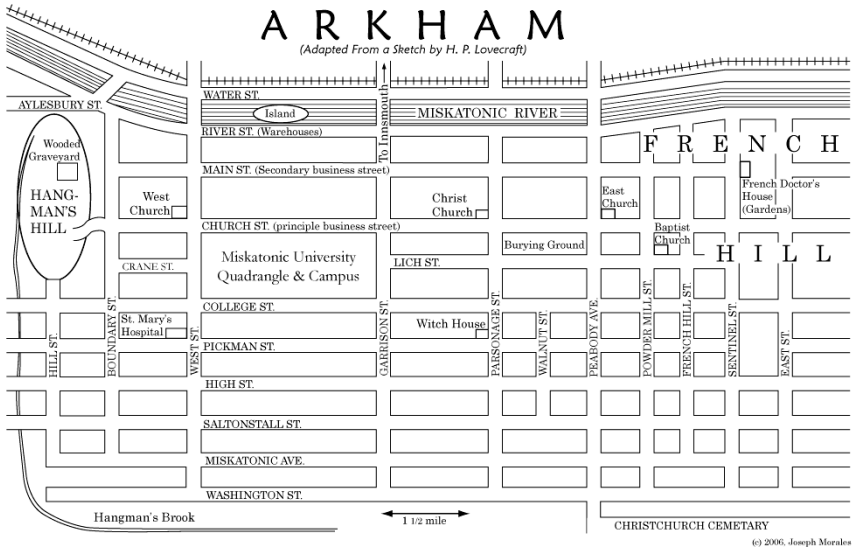 ARKHAM
(Adapted From a Sketch by H. P. Lovecraft)
WATER ST.
AYLESBURY ST.
Island
MISKATONIC RIVER
To Innsmouth
RIVER ST. (Warehouses)
FRENCH
Wooded
Graveyard
MAIN ST. (Secondary business street)
HANG-
MAN'S
HILL
West
Church
Christ
Church
East
Church
French Doctor's
House
(Gardens)
CHURCH ST. (principle business street)
Baptist
Church
Miskatonic University
Quadrangle & Campus
Burying Ground
HILL
CRANE ST.
LICH ST.
COLLEGE ST.
St. Mary's
Hospital
Witch House
PICKMAN ST.
HILL ST.
BOUNDARY ST.
WEST ST.
GARRISON ST.
PARSONAGE ST.
WALNUT ST.
PEABODY AVE.
POWDER MILL ST.
FRENCH HILL ST.
SENTINEL ST.
EAST ST.
HIGH ST.
SALTONSTALL ST.
MISKATONIC AVE.
WASHINGTON ST.
Hangman's Brook
1 1/2 mile
CHRISTCHURCH CEMETARY
(c) 2006, Joseph Morales